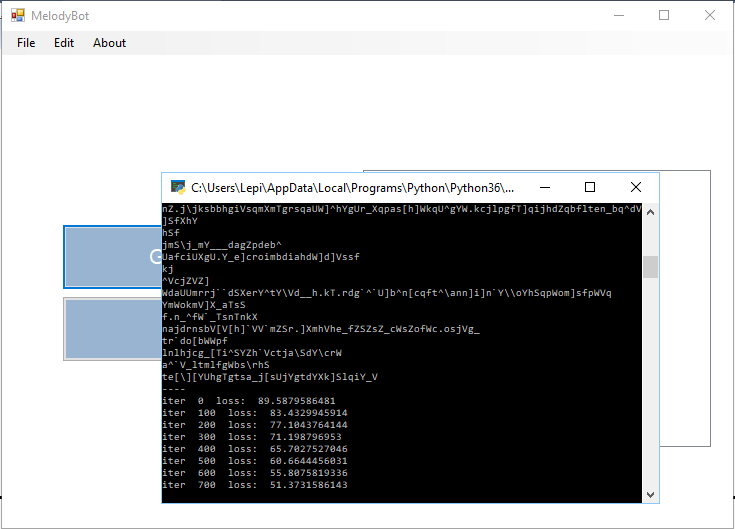 MelodyBot
File Edit About
G
C:\Users\Lepi\AppData\Local\Programs\Python\Python36\...
nZ.j\jksbbhgiVsqmXmTgrsqaUW]^hYgUr_Xqpas[h]WkqU^gYW.kcjlpgfT]qijhdZqbflten_bq^dV
]SfXhY
hSf
jmS\j_mY___dagZpdeb^
UafciUXgU.Y_e]croimbdiahdW]d]Vssf
kj
^VcjZVZ]
WdaUUmrrj``dSXerY^tY\Vd__h.kT.rdg`^`U]b^n[cqft^\ann]i]n`Y\\oYhSqpWom]sfpWVq
YmWokmV]X_aTsS
f.n_^fW`_TsnTnkX
najdrnsbV[V[h]`VV`mZSr.]XmhVhe_fZSZsZ_cWsZofWc.osjVg_
tr`do[bWWpf
lnlhjcg_[Ti^SYZh`Vctja\SdY\crW
a^`V_ltmlfgWbs\rhS
te[\][YUhgTgtsa_j[sUjYgtdYXk]SlqiY_V
----
iter 0 loss: 89.5879586481
iter 100 loss: 83.4329945914
iter 200 loss: 77.1043764144
iter 300 loss: 71.198796953
iter 400 loss: 65.702527046
iter 500 loss: 60.6644456031
iter 600 loss: 55.8075819336
iter 700 loss: 51.3731586143